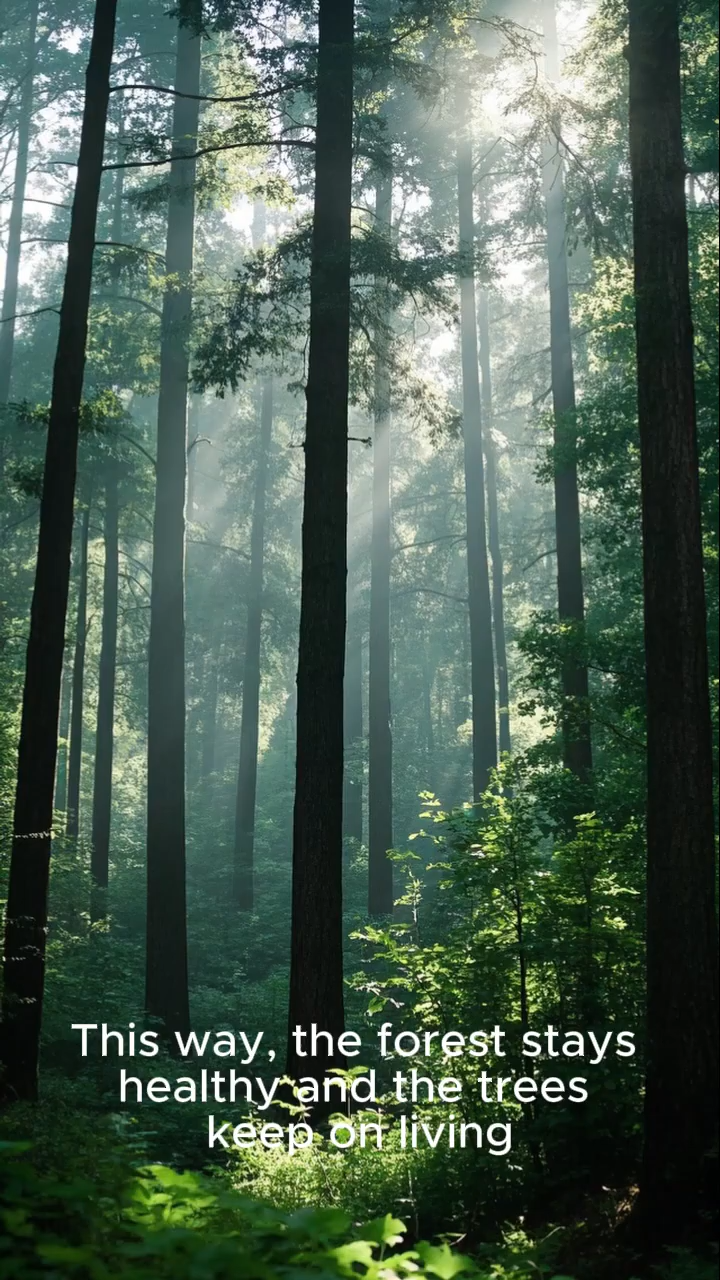 This way, the forest stays
healthy and the trees
keep on living